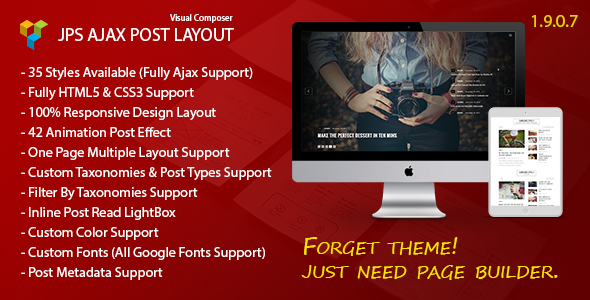 Visual Composer
JPS AJAX POST LAYOUT
1.9.0.7
- 35 Styles Available (Fully Ajax Support)
- Fully HTML5 & CSS3 Support
- 100% Responsive Design Layout
- 42 Animation Post Effect
- One Page Multiple Layout Support
- Custom Taxonomies & Post Types Support
- Filter By Taxonomies Support
- Inline Post Read LightBox
- Custom Color Support
- Custom Fonts (All Google Fonts Support)
- Post Metadata Support
MAKE THE PERFECT DESSERT IN TEN MINS
FORGET THEME!
JUST NEED PAGE BUILDER.